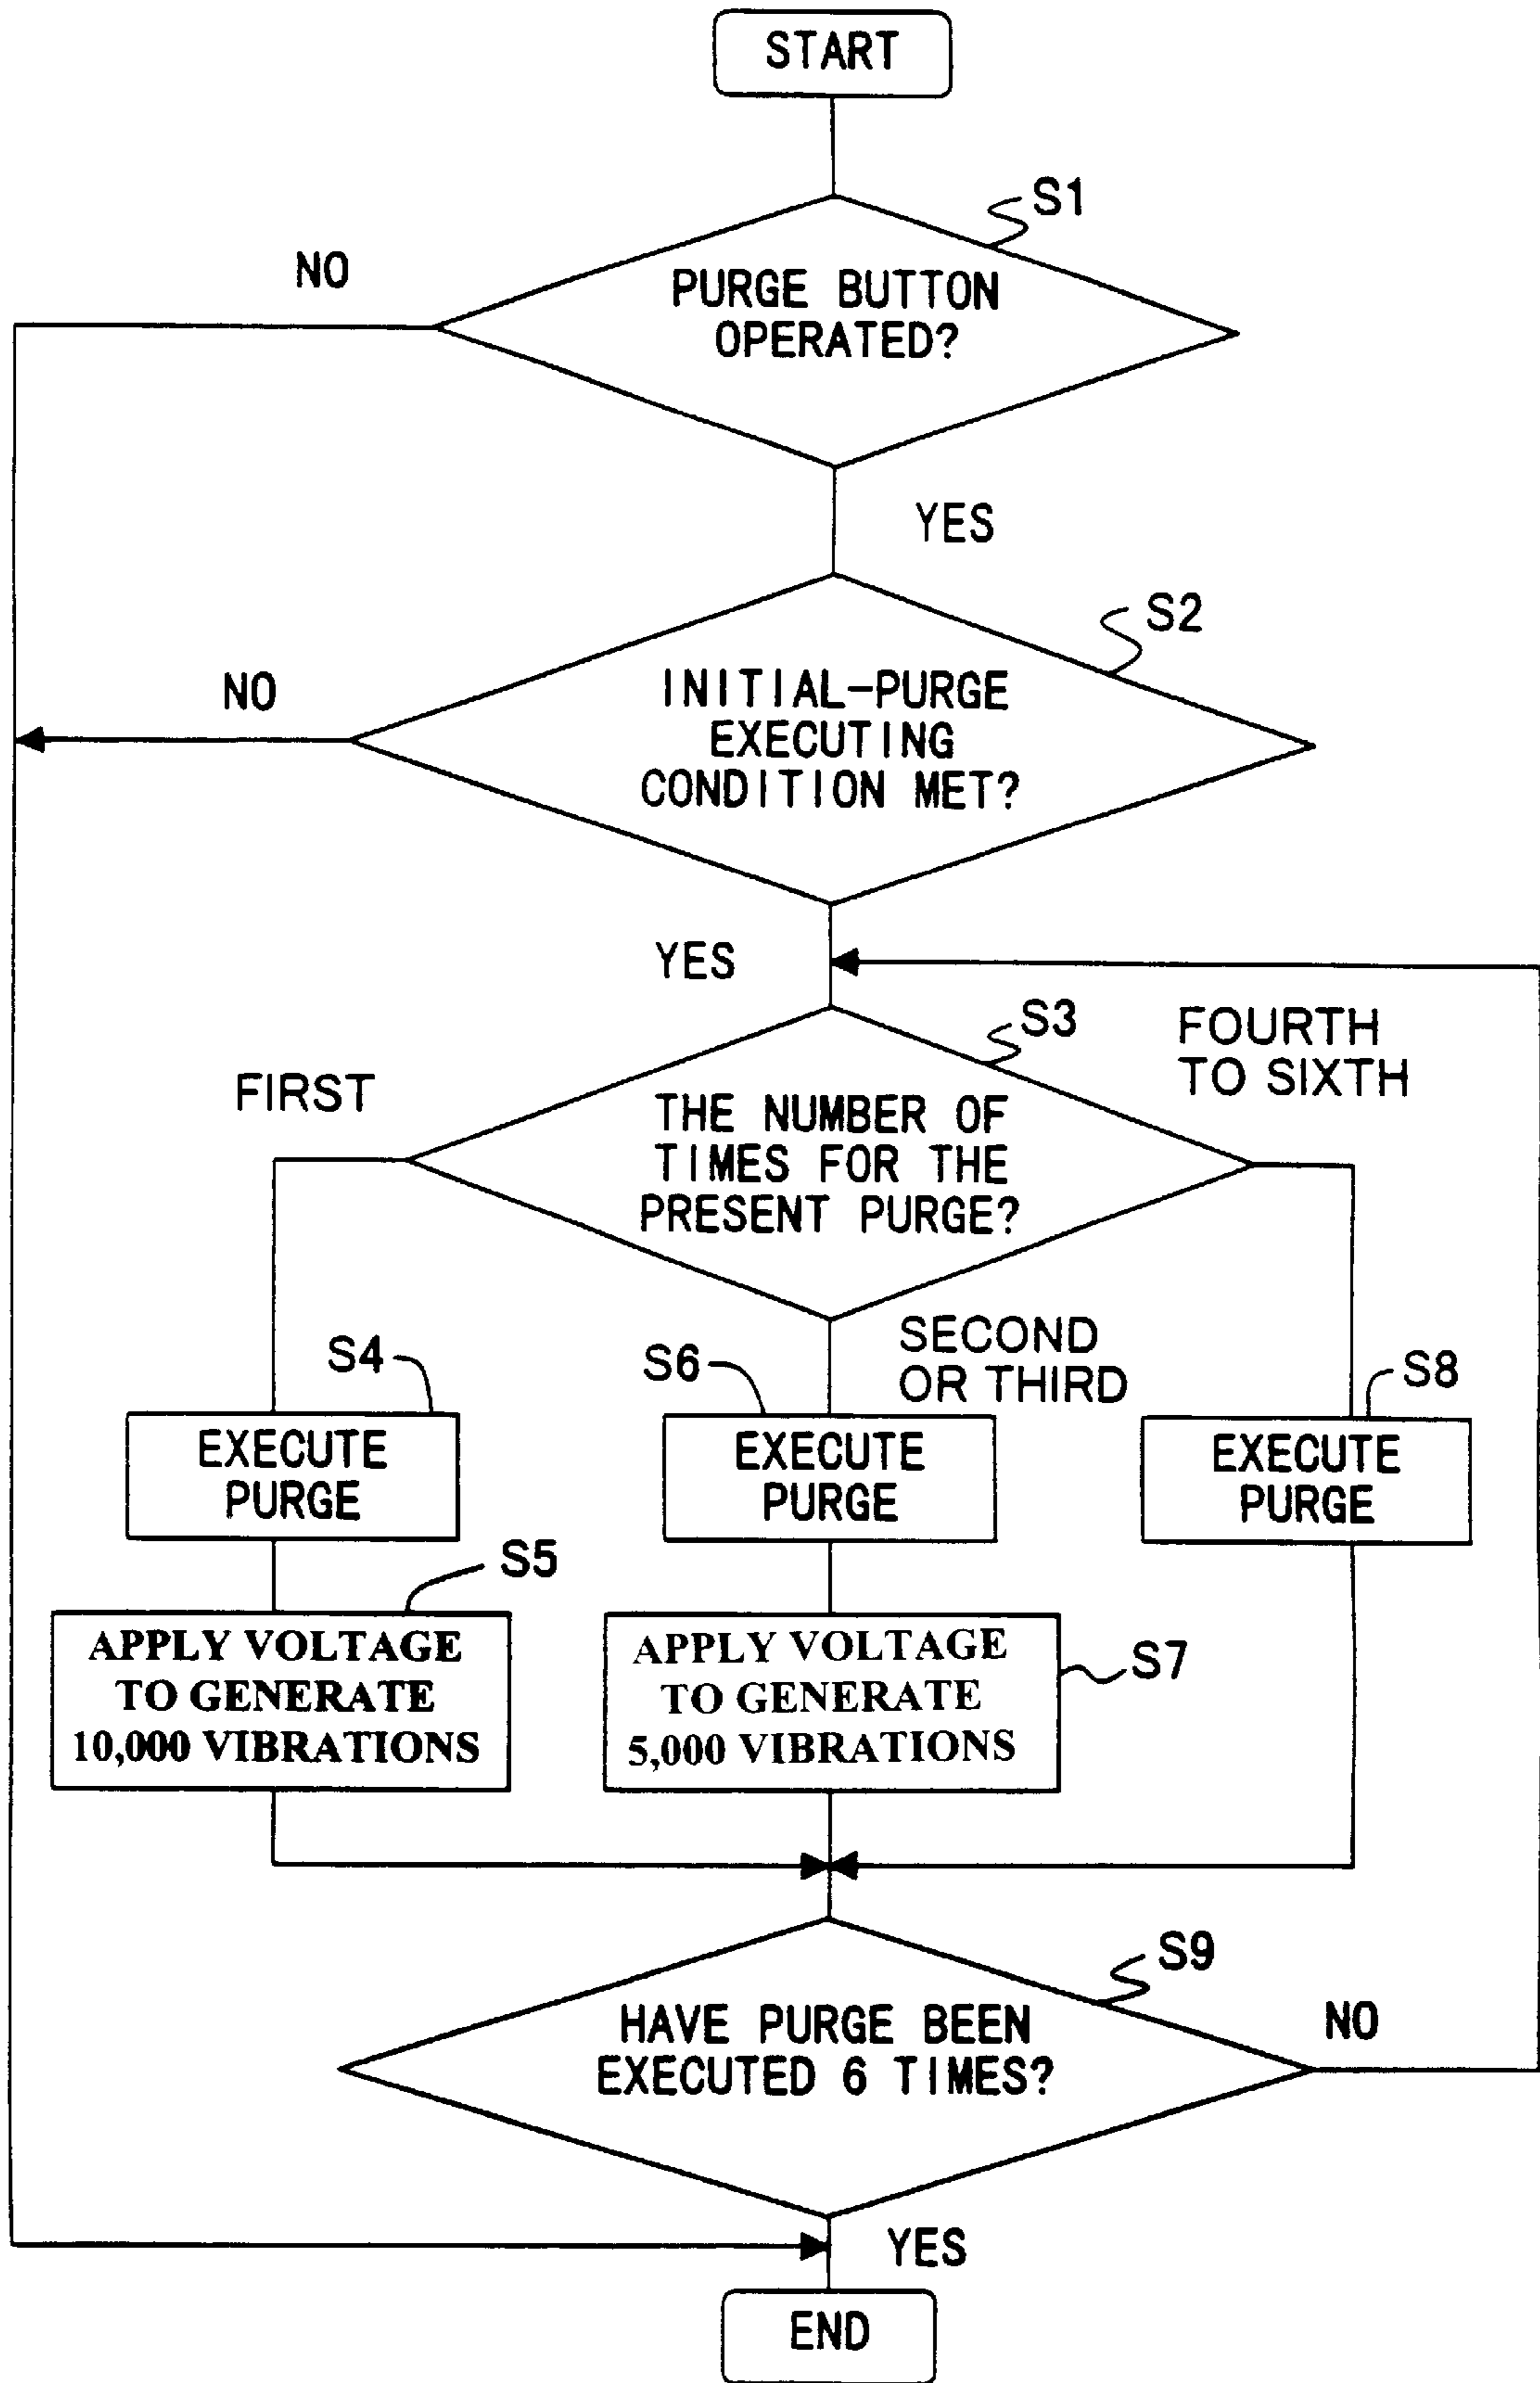 START
S1
NO
PURGE BUTTON
OPERATED?
YES
S2
NO
INITIAL-PURGE
EXECUTING
CONDITION MET?
YES
S3
FOURTH
TO SIXTH
FIRST
THE NUMBER OF
TIMES FOR THE
PRESENT PURGE?
SECOND
OR THIRD
S4
S6
S8
EXECUTE
PURGE
EXECUTE
PURGE
EXECUTE
PURGE
S5
APPLY VOLTAGE
TO GENERATE
10,000 VIBRATIONS
APPLY VOLTAGE
TO GENERATE
5,000 VIBRATIONS
S7
S9
HAVE PURGE BEEN
EXECUTED 6 TIMES?
NO
YES
END